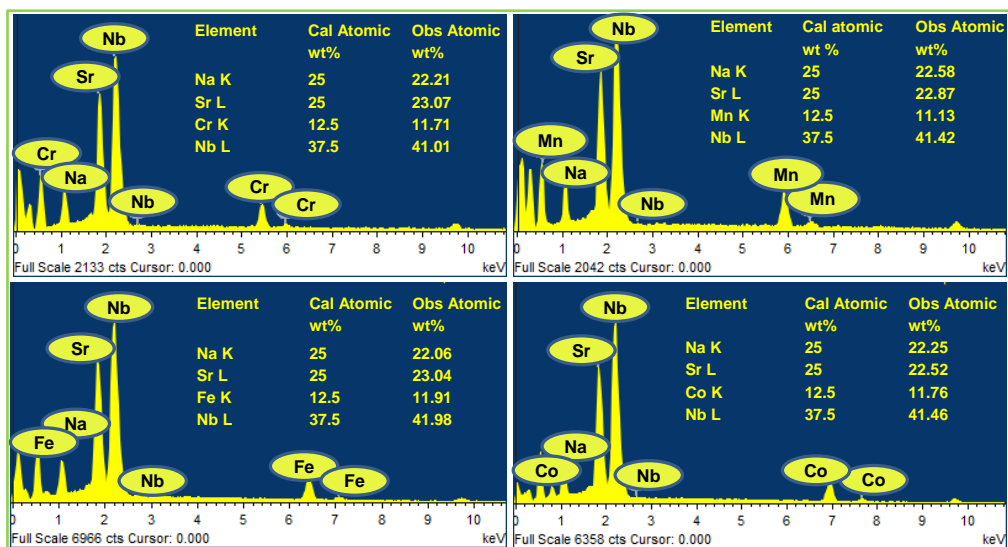 Nb
Sr
Cr
Na
Nb
Cr
Cr
Element Cal Atomic Obs Atomic
wt% wt%
Na K 25 22.21
Sr L 25 23.07
Cr K 12.5 11.71
Nb L 37.5 41.01
0 1 2 3 4 5 6 7 8 9 10
Full Scale 2133 cts Cursor: 0.000 keV
Nb
Sr
Mn
Na
Nb
Mn
Mn
Element Cal atomic Obs Atomic
wt % wt%
Na K 25 22.58
Sr L 25 22.87
Mn K 12.5 11.13
Nb L 37.5 41.42
0 1 2 3 4 5 6 7 8 9 10
Full Scale 2042 cts Cursor: 0.000 keV
Nb
Sr
Na
Fe
Nb
Fe
Fe
Element Cal Atomic Obs Atomic
wt% wt%
Na K 25 22.06
Sr L 25 23.04
Fe K 12.5 11.91
Nb L 37.5 41.98
0 1 2 3 4 5 6 7 8 9 10
Full Scale 6966 cts Cursor: 0.000 keV
Nb
Sr
Na
Co
Nb
Co
Co
Element Cal Atomic Obs Atomic
wt% wt%
Na K 25 22.25
Sr L 25 22.52
Co K 12.5 11.76
Nb L 37.5 41.46
0 1 2 3 4 5 6 7 8 9 10
Full Scale 6358 cts Cursor: 0.000 keV